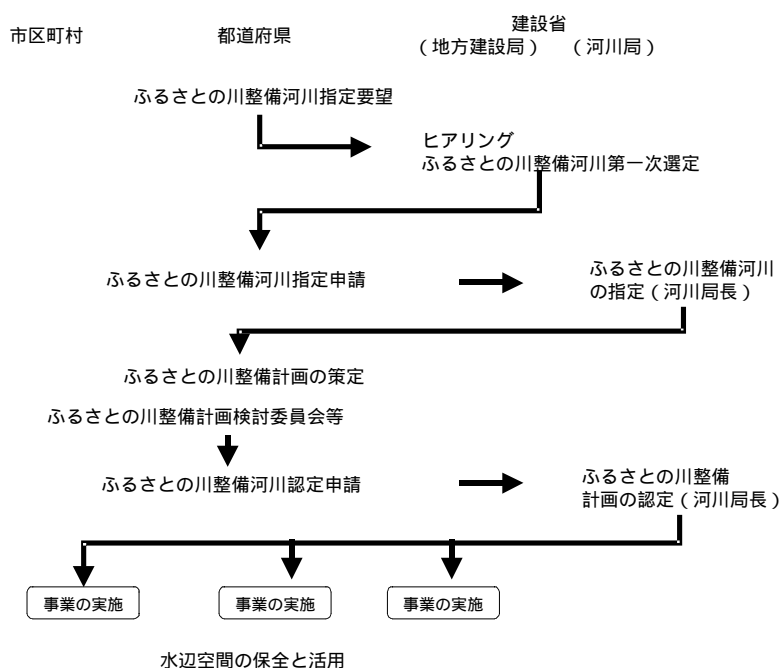 市区町村 都道府県 建設省
(地方建設局) (河川局)
ふるさとの川整備河川指定要望
ヒアリング
ふるさとの川整備河川第一次選定
ふるさとの川整備河川指定申請
ふるさとの川整備河川
の指定(河川局長)
ふるさとの川整備計画の策定
ふるさとの川整備計画検討委員会等
ふるさとの川整備河川認定申請
ふるさとの川整備
計画の認定(河川局長)
事業の実施 事業の実施 事業の実施
水辺空間の保全と活用